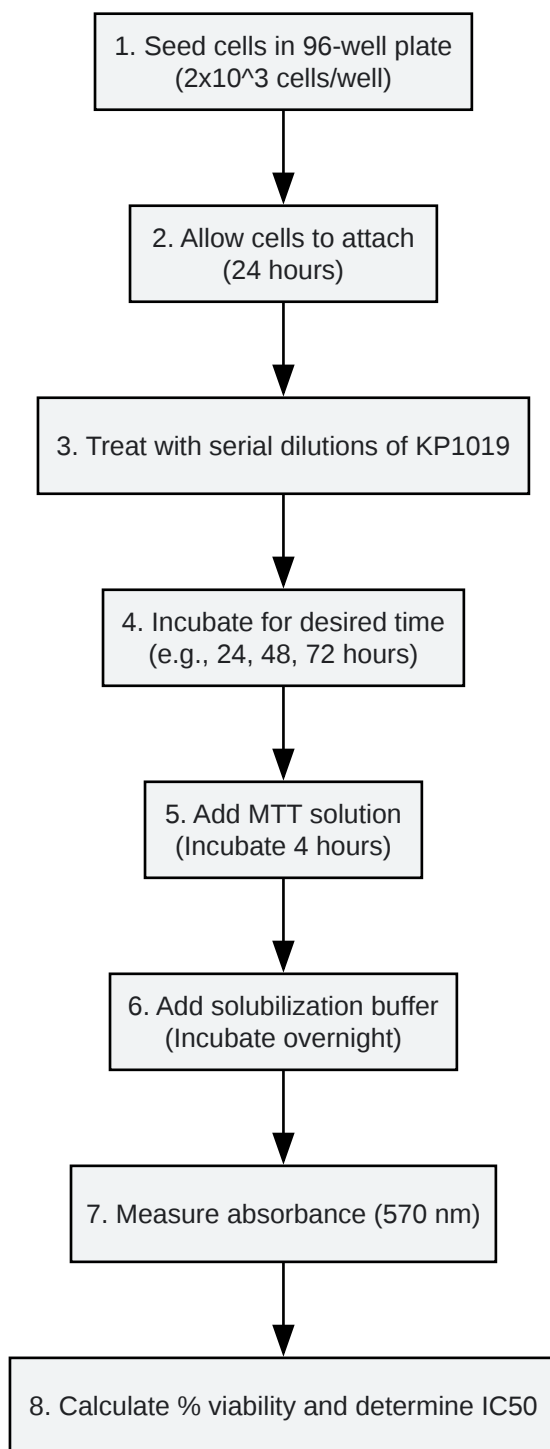 1. Seed cells in 96-well plate
(2x10^3 cells/well)
2. Allow cells to attach
(24 hours)
3. Treat with serial dilutions of KP1019
4. Incubate for desired time
(e.g., 24, 48, 72 hours)
5. Add MTT solution
(Incubate 4 hours)
6. Add solubilization buffer
(Incubate overnight)
7. Measure absorbance (570 nm)
8. Calculate % viability and determine IC50